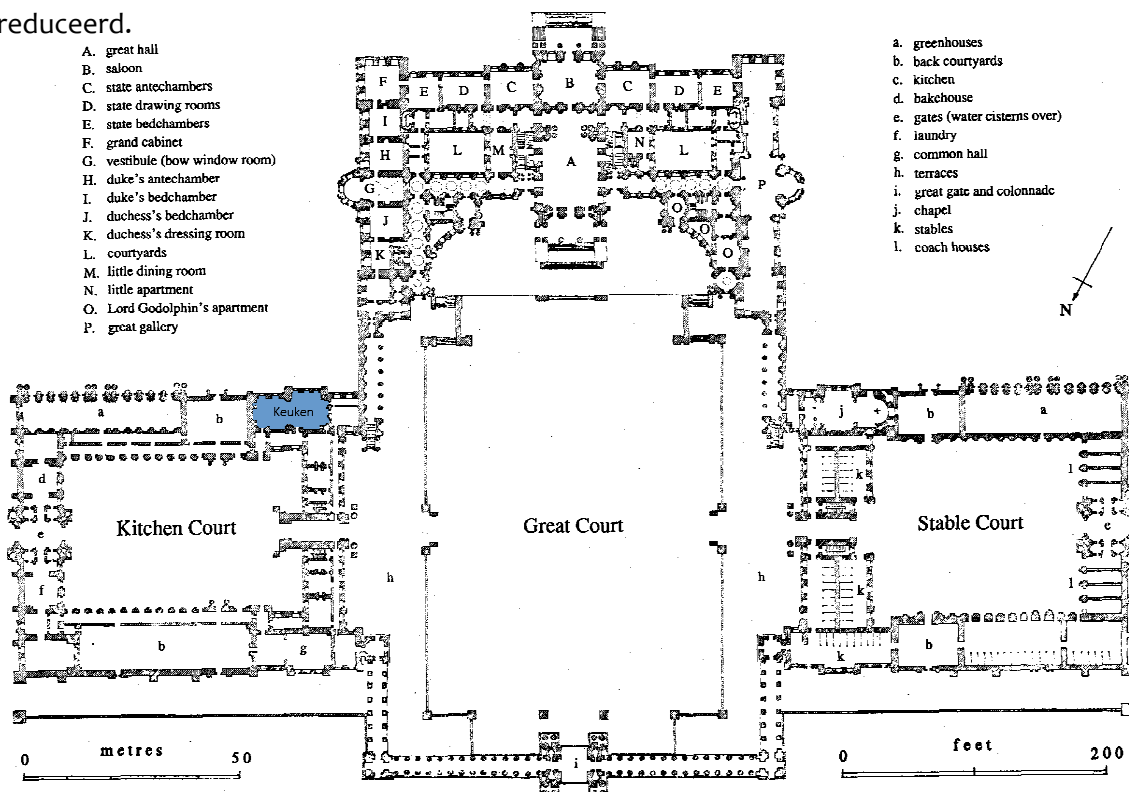 reduceerd.
A. great hall
B. saloon
C. state antechambers
D. state drawing rooms
E. state bedchambers
F. grand cabinet
G. vestibule (bow window room)
H. duke's antechamber
I. duke's bedchamber
J. duchess's bedchamber
K. duchess's dressing room
L. courtyards
M. little dining room
N. little apartment
O. Lord Godolphin's apartment
P. great gallery
a. greenhouses
b. back courtyards
c. kitchen
d. bakehouse
e. gates (water cisterns over)
f. laundry
g. common hall
h. terraces
i. great gate and colonnade
j. chapel
k. stables
l. coach houses
N
F E D C B C D E
I
H L M A N L
G P
J O
O
K O
a b Keuken j + b a
d l
k
Kitchen Court Great Court Stable Court
e e
h h
f k l
b g k b
i
metres
0 50
feet
0 200